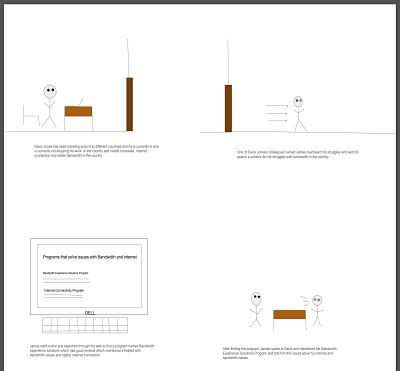 Davis Jones has been traveling around to different countries and he is currently in and
is currently not enjoying his work. In the country and needs increased  internet
connection and better bandwidth in the country.
One of Davis Jones's colleagues named James overheard his struggles and went to
search a solution for his struggles with bandwidth in the country.
Programs that solve issues with Bandwidth and internet
Bandwidth Experience Solutions Program
Internet Connectivity Program
DELL
James went online and searched through the web to find a program named Bandwidth
experience solutions which had good reviews which mentioned it helped with
bandwidth issues and higher internet connection
After finding the program, James spoke to Davis and mentioned the Bandwidth
Experience Solutions Program and told him this would solve his internet and
bandwidth issues.